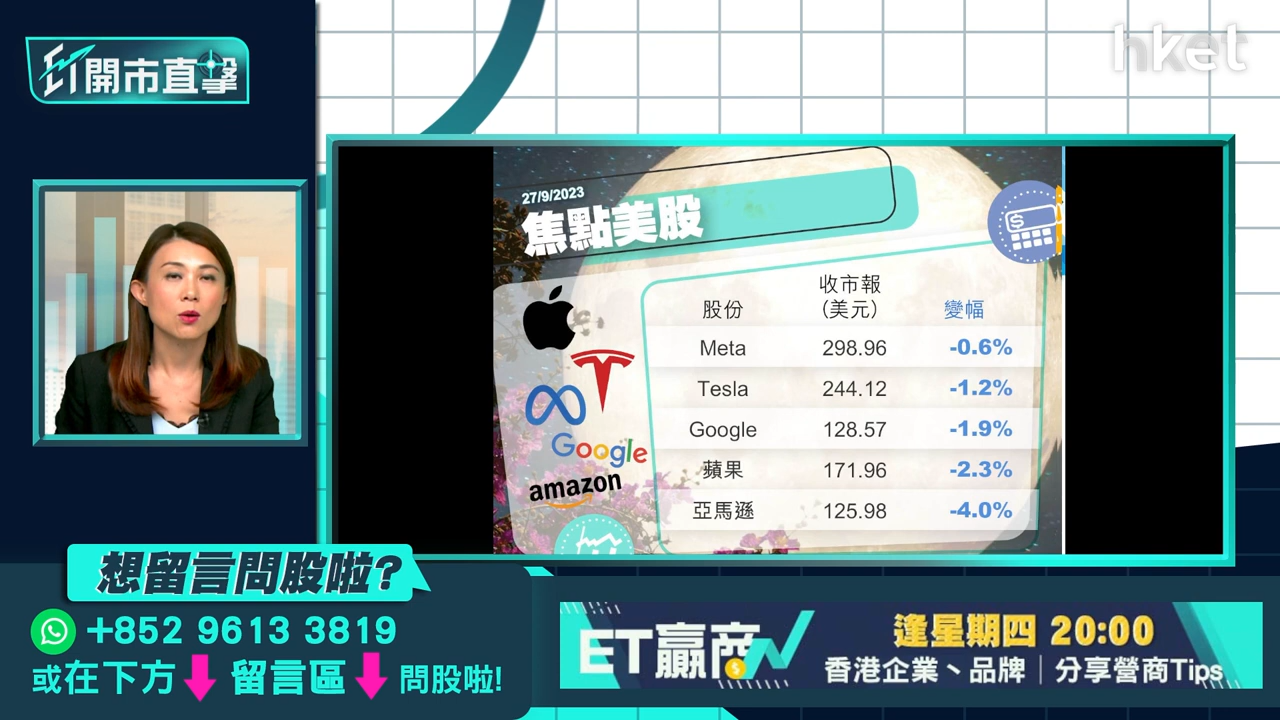 ET開市直擊
hket
27/9/2023
焦點美股
股份 收市報(美元) 變幅
Meta 298.96 -0.6%
Tesla 244.12 -1.2%
Google 128.57 -1.9%
蘋果 171.96 -2.3%
亞馬遜 125.98 -4.0%
Google
amazon
想留言問股啦?
+852 9613 3819
或在下方 留言區 問股啦!
ET贏商
逢星期四 20:00
香港企業、品牌｜分享營商Tips